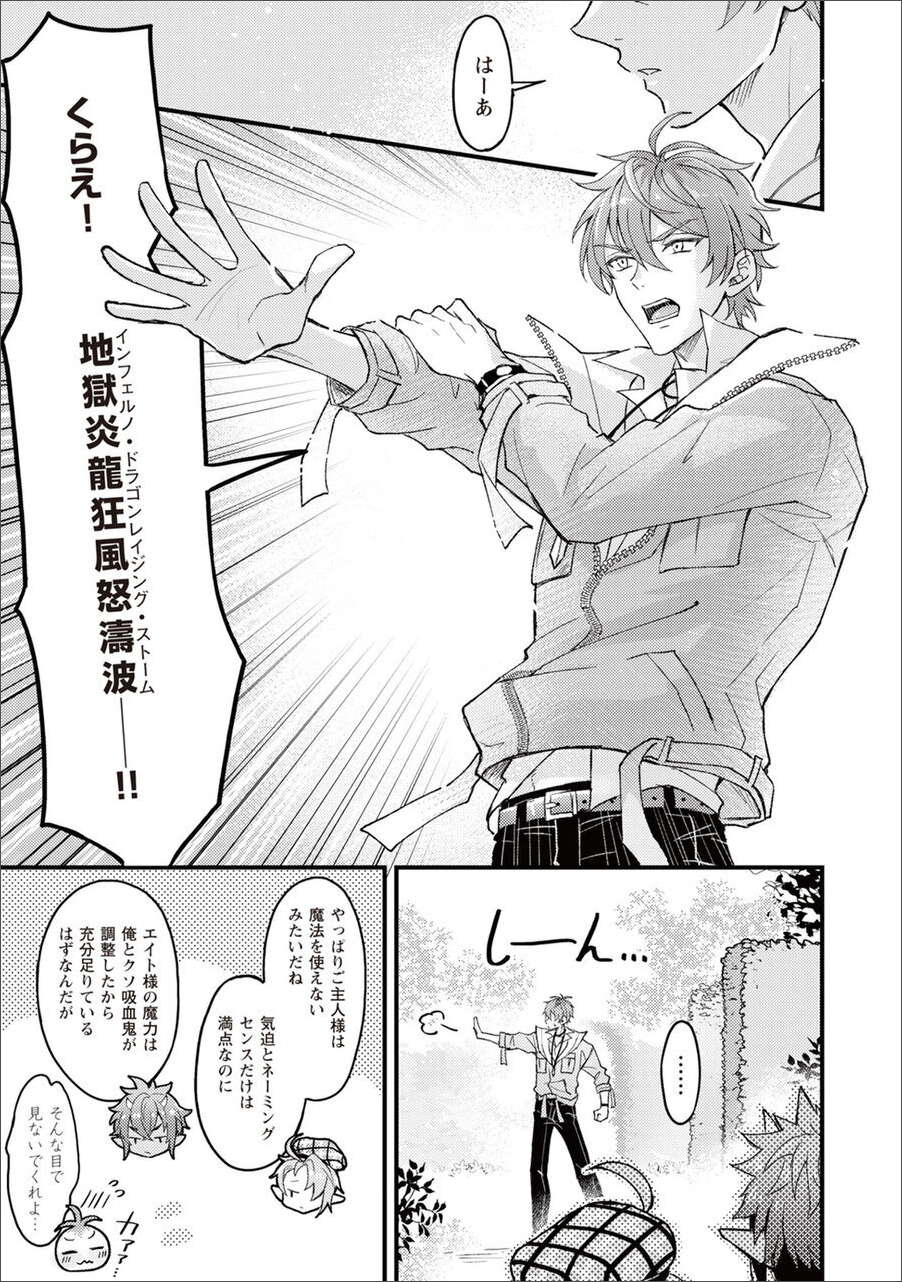 はーあ
くらえ!
地獄炎龍狂風怒濤波——!!
インフェルノ・ドラゴンレイジング・ストーム
しーん…
……
やっぱりご主人様は
魔法を使えない
みたいだね
気迫とネーミング
センスだけは
満点なのに
エイト様の魔力は
俺とクソ吸血鬼が
調整したから
充分足りている
はずなんだが
そんな目で
見ないでくれよ…
カアァ